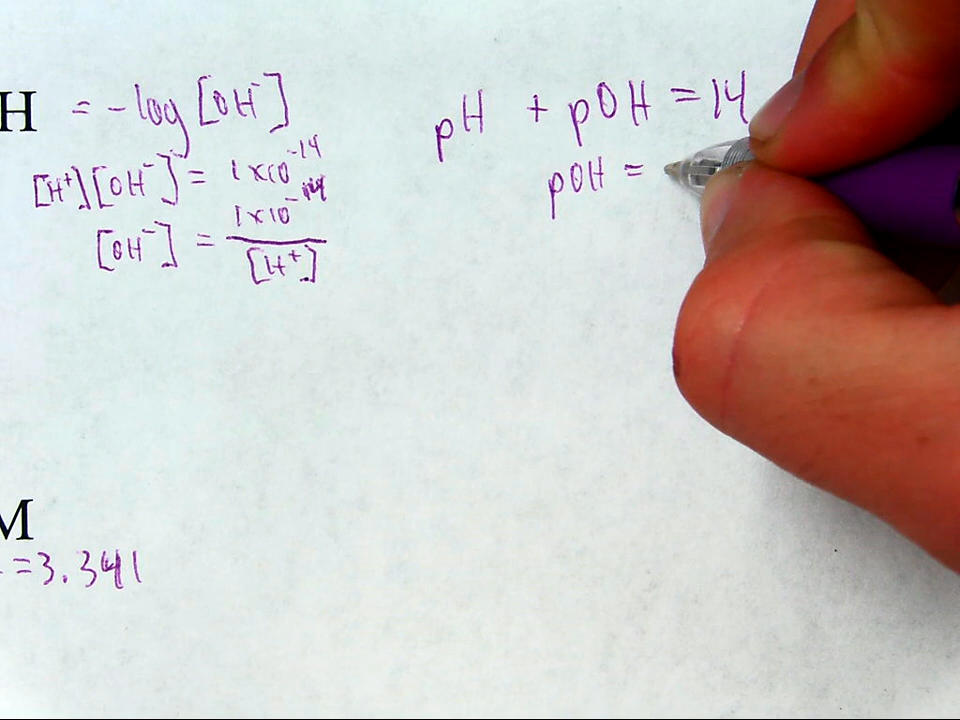 H = -log [OH⁻]
pH + pOH = 14
[H⁺][OH⁻] = 1x10⁻¹⁴
pOH =
[OH⁻] = 1x10⁻¹⁴ / [H⁺]
M
=3.341